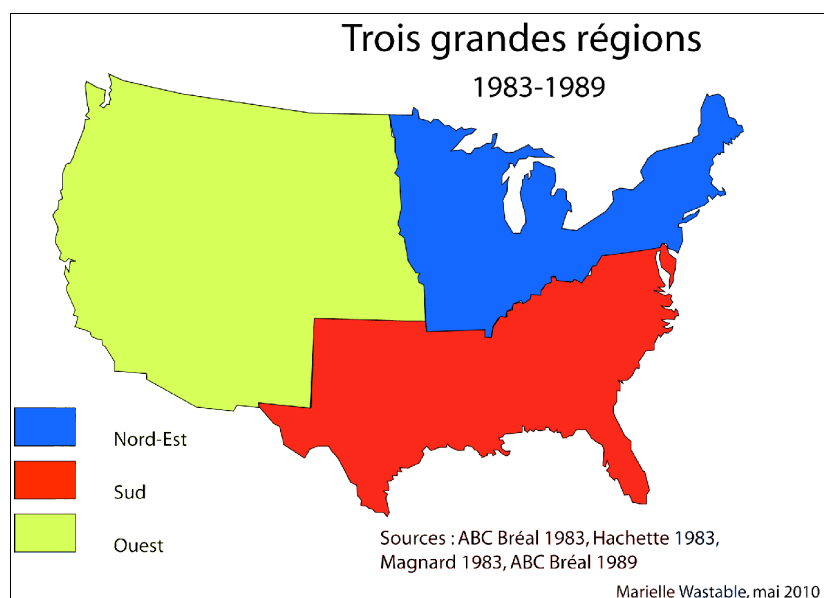 Trois grandes régions
1983-1989
Nord-Est
Sud
Ouest
Sources : ABC Bréal 1983, Hachette 1983,
Magnard 1983, ABC Bréal 1989
Marielle Wastable, mai 2010